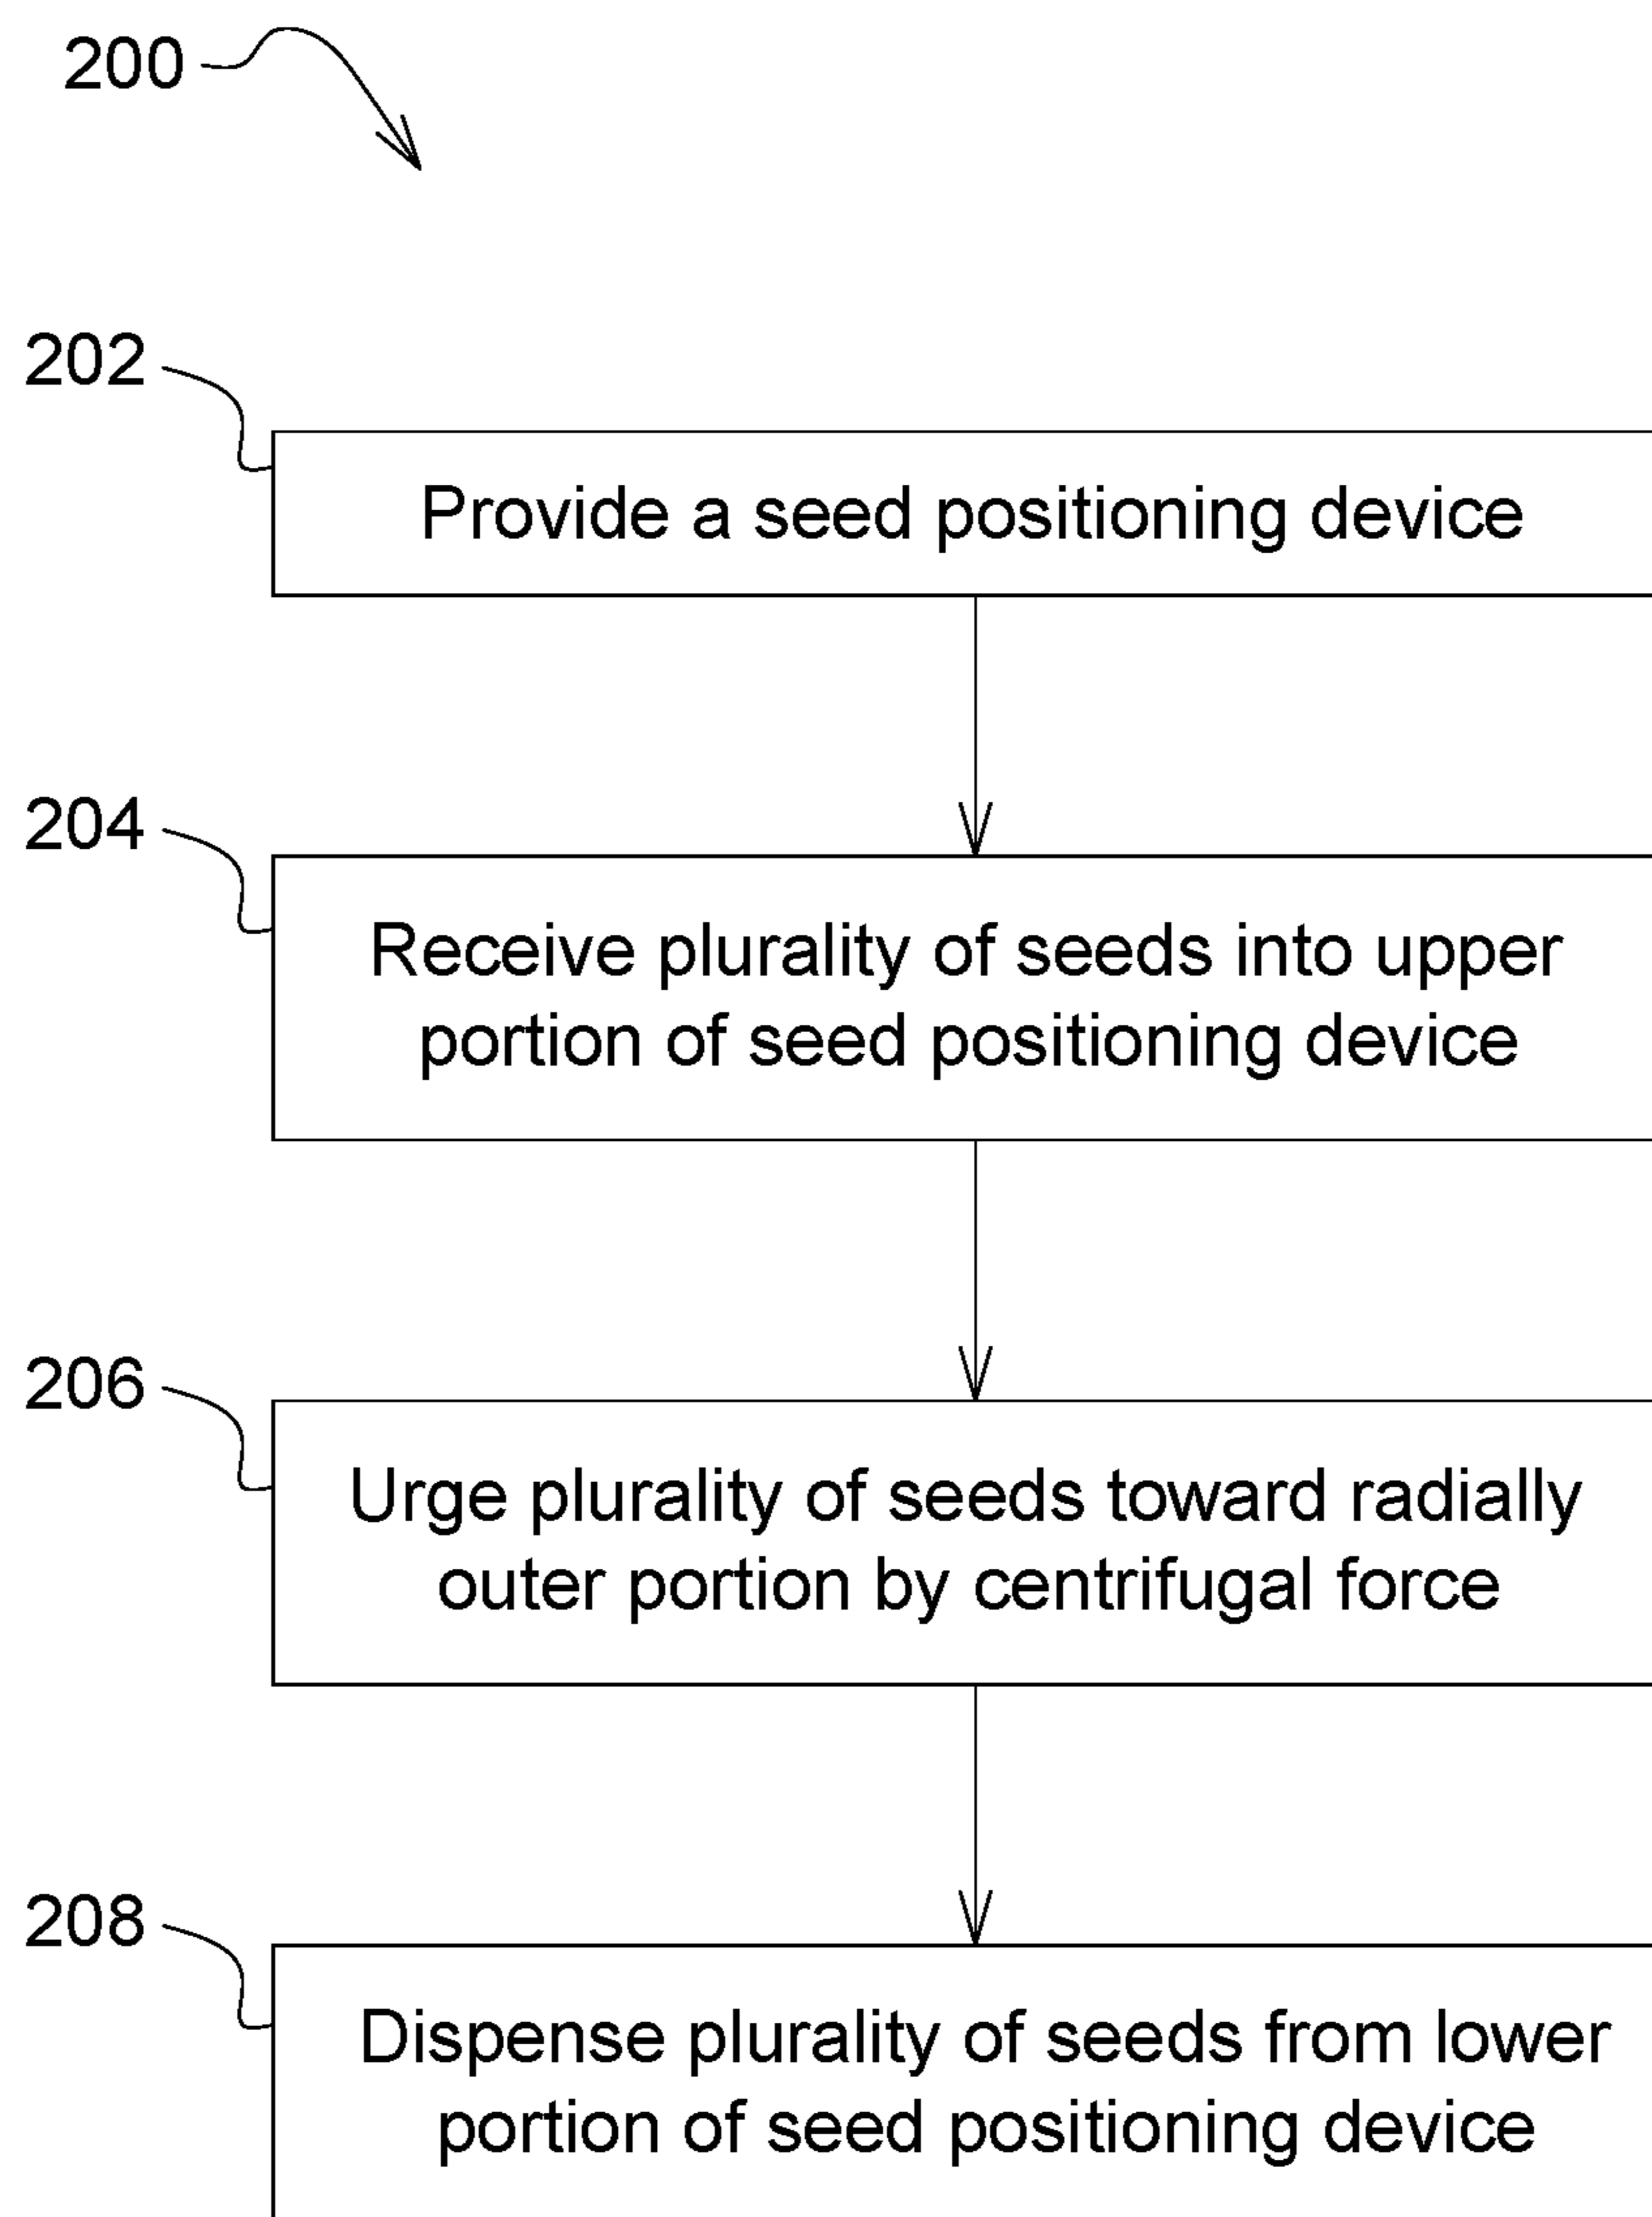 200
202
Provide a seed positioning device
204
Receive plurality of seeds into upper
portion of seed positioning device
206
Urge plurality of seeds toward radially
outer portion by centrifugal force
208
Dispense plurality of seeds from lower
portion of seed positioning device